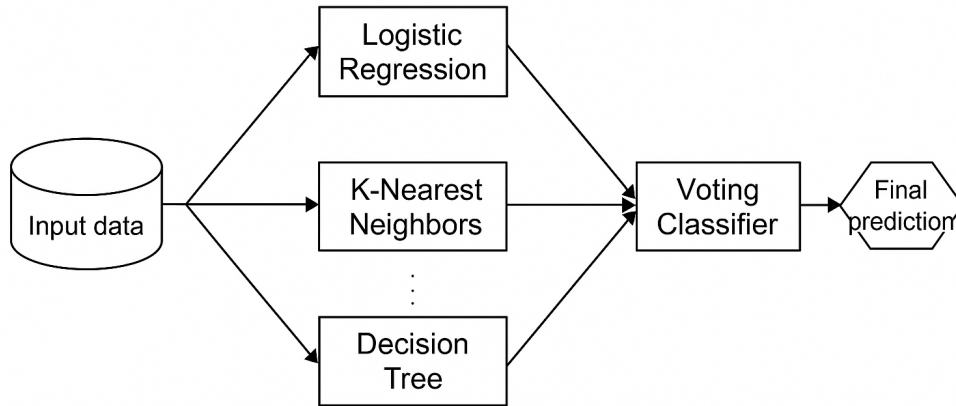 Logistic
Regression
Input data
K-Nearest
Neighbors
Decision
Tree
Voting
Classifier
Final
prediction